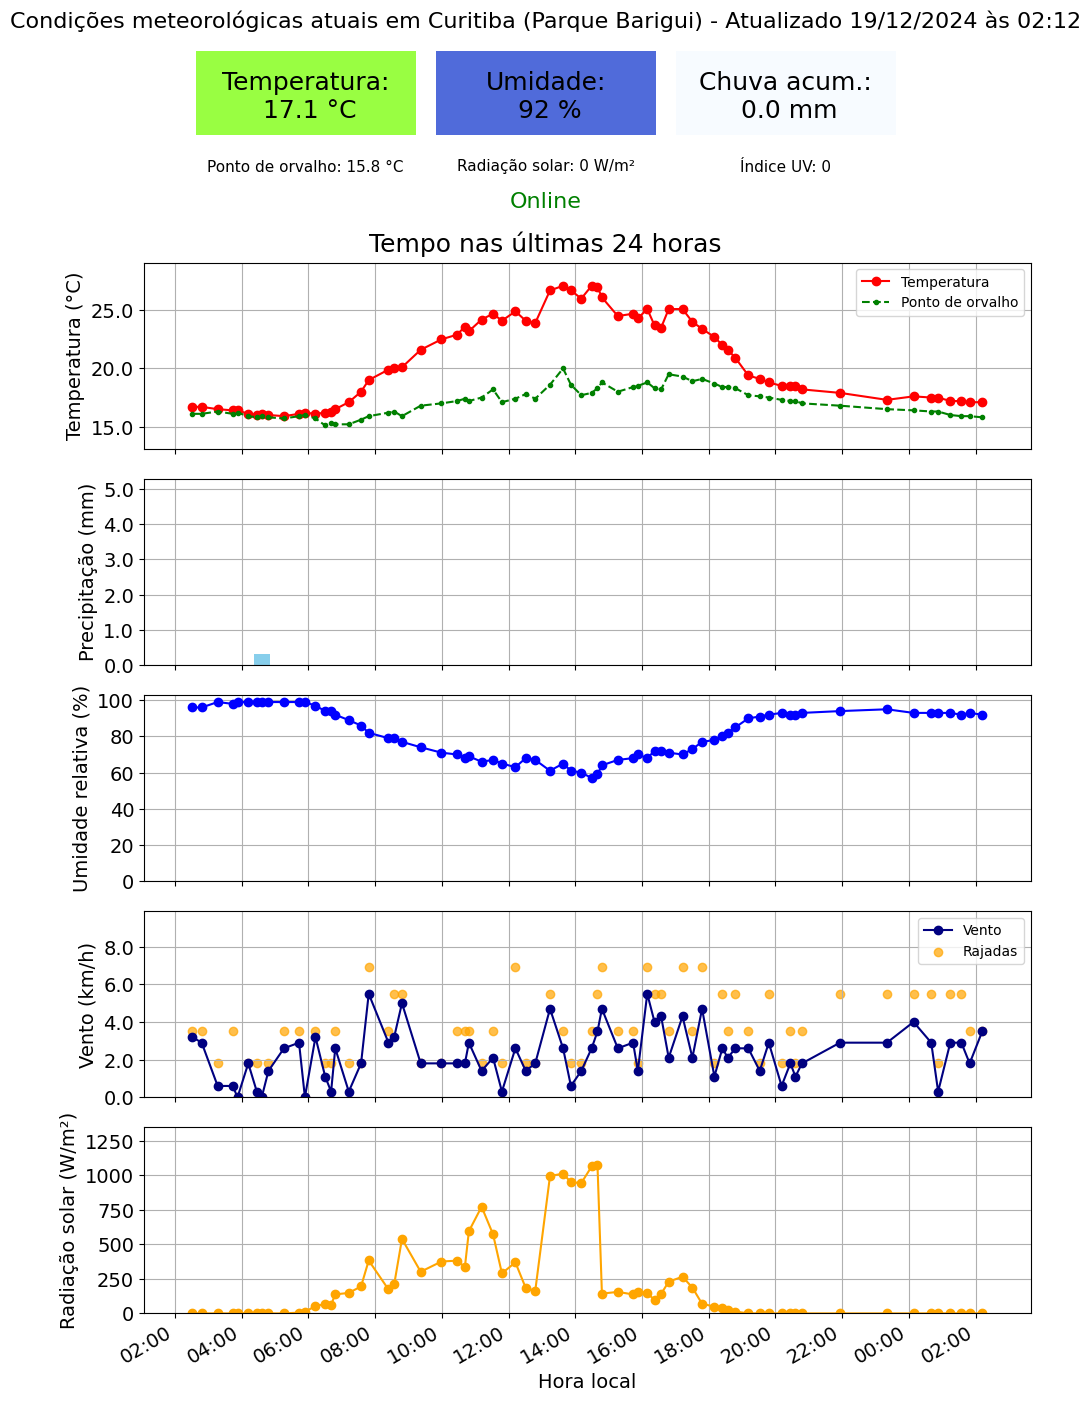 Condições meteorológicas atuais em Curitiba (Parque Barigui) - Atualizado 19/12/2024 às 02:12
Temperatura:
17.1 °C
Umidade:
92 %
Chuva acum.:
0.0 mm
Ponto de orvalho: 15.8 °C
Radiação solar: 0 W/m²
Índice UV: 0
Online
Tempo nas últimas 24 horas
Temperatura (°C)
25.0
20.0
15.0
Temperatura
Ponto de orvalho
Precipitação (mm)
5.0
4.0
3.0
2.0
1.0
0.0
Umidade relativa (%)
100
80
60
40
20
0
Vento (km/h)
8.0
6.0
4.0
2.0
0.0
Vento
Rajadas
Radiação solar (W/m²)
1250
1000
750
500
250
0
02:00
04:00
06:00
08:00
10:00
12:00
14:00
16:00
18:00
20:00
22:00
00:00
02:00
Hora local